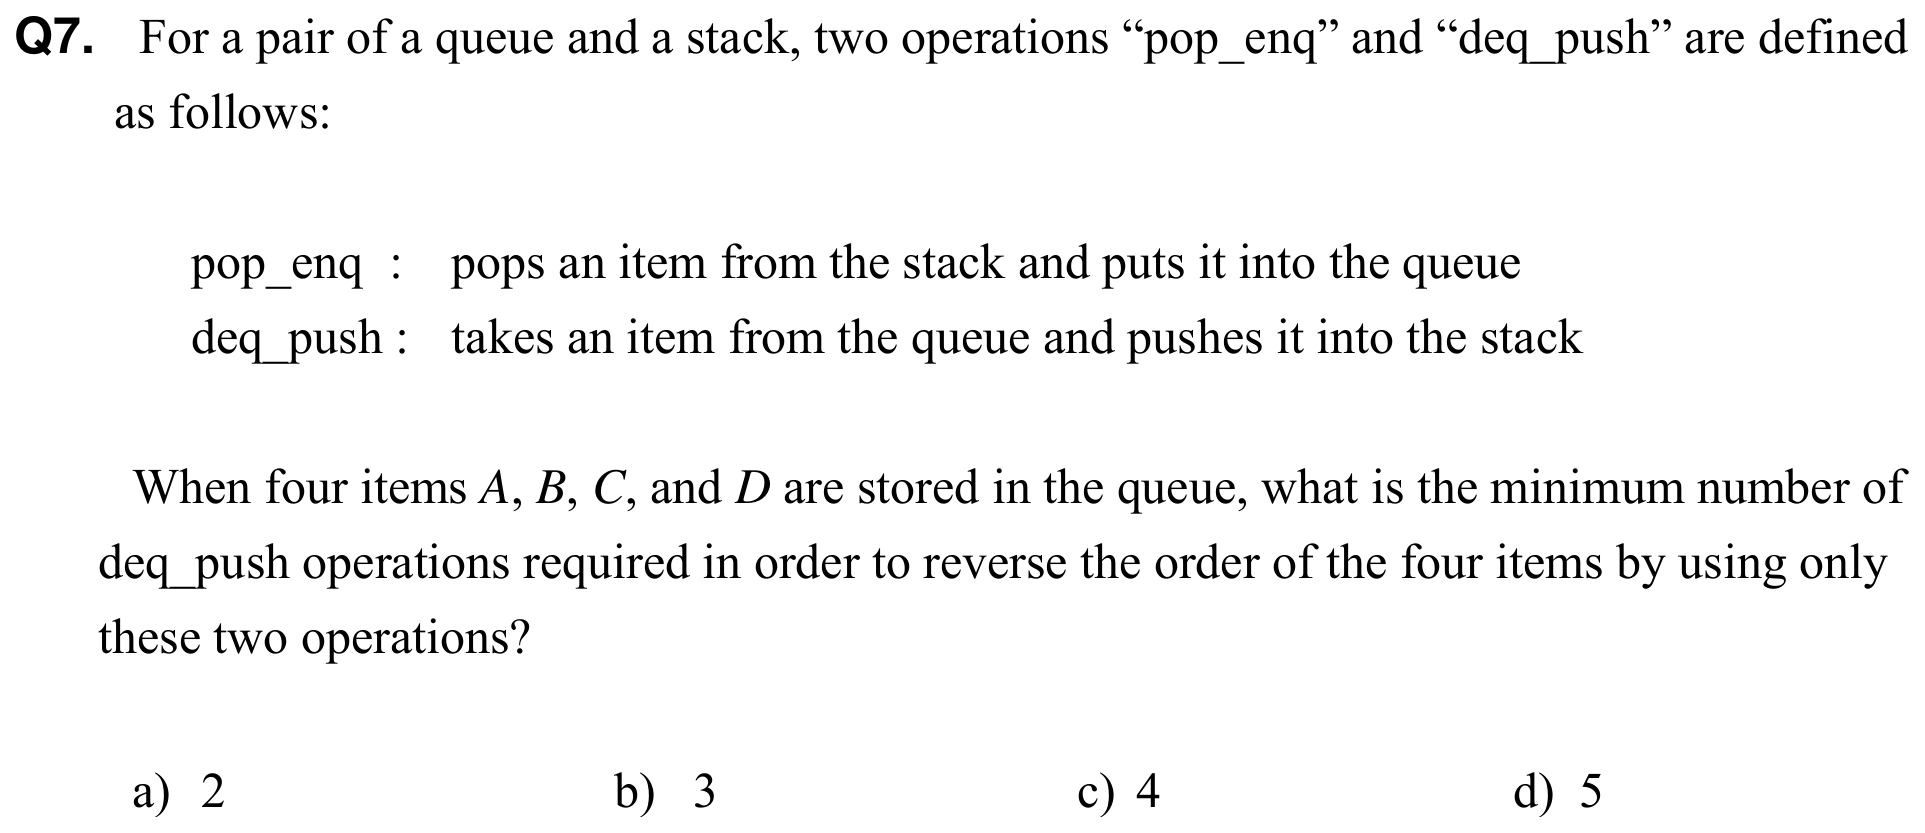 Q7. For a pair of a queue and a stack, two operations “pop_enq” and “deq_push” are defined
as follows:
pop_enq : pops an item from the stack and puts it into the queue
deq_push : takes an item from the queue and pushes it into the stack
When four items A, B, C, and D are stored in the queue, what is the minimum number of
deq_push operations required in order to reverse the order of the four items by using only
these two operations?
a) 2 b) 3 c) 4 d) 5